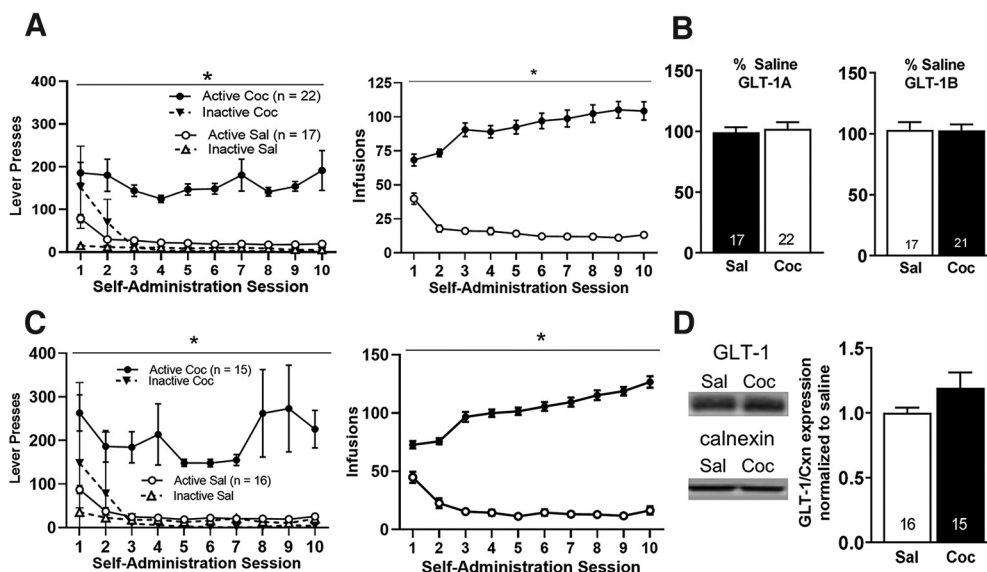 A
*
400
300
200
100
0
Lever Presses
Active Coc (n = 22)
Inactive Coc
Active Sal (n = 17)
Inactive Sal
1 2 3 4 5 6 7 8 9 10
Self-Administration Session
*
125
100
75
50
25
0
Infusions
1 2 3 4 5 6 7 8 9 10
Self-Administration Session
B
% Saline
GLT-1A
150
100
50
0
17 22
Sal Coc
% Saline
GLT-1B
150
100
50
0
17 21
Sal Coc
C
*
400
300
200
100
0
Lever Presses
Active Coc (n = 15)
Inactive Coc
Active Sal (n = 16)
Inactive Sal
1 2 3 4 5 6 7 8 9 10
Self-Administration Session
*
150
100
50
0
Infusions
1 2 3 4 5 6 7 8 9 10
Self-Administration Session
D
GLT-1
Sal Coc
calnexin
Sal Coc
GLT-1/Cxn expression
normalized to saline
1.5
1.0
0.5
0.0
16 15
Sal Coc